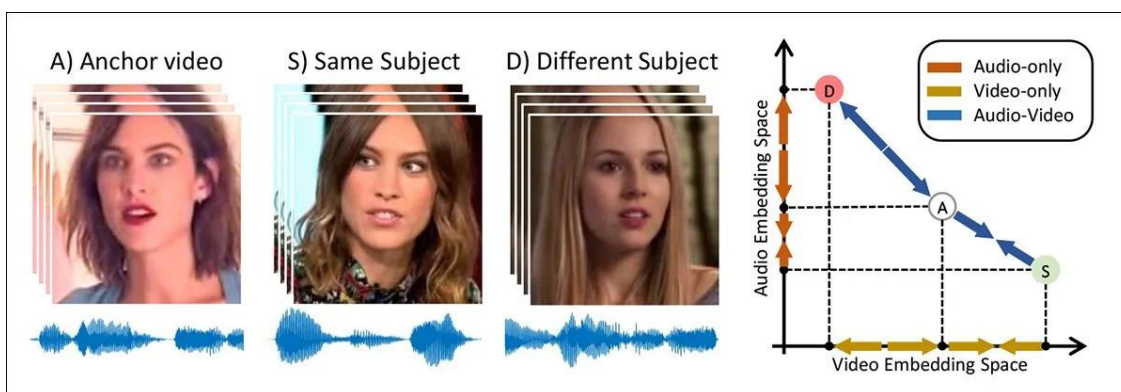 A) Anchor video
S) Same Subject
D) Different Subject
Audio-only
Video-only
Audio-Video
D
A
S
Audio Embedding Space
Video Embedding Space